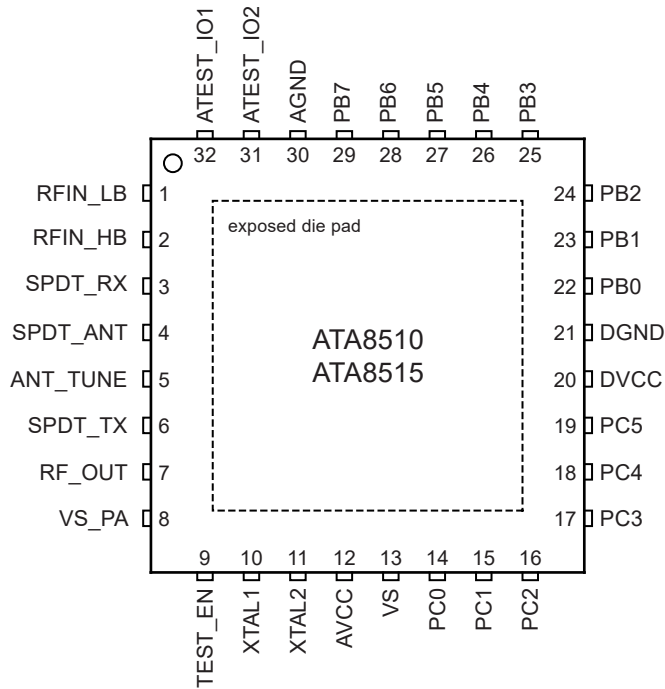 ATEST_IO1
ATEST_IO2
AGND
PB7
PB6
PB5
PB4
PB3
32 31 30 29 28 27 26 25
RFIN_LB 1
RFIN_HB 2
SPDT_RX 3
SPDT_ANT 4
ANT_TUNE 5
SPDT_TX 6
RF_OUT 7
VS_PA 8
exposed die pad
ATA8510
ATA8515
24 PB2
23 PB1
22 PB0
21 DGND
20 DVCC
19 PC5
18 PC4
17 PC3
9 10 11 12 13 14 15 16
TEST_EN
XTAL1
XTAL2
AVCC
VS
PC0
PC1
PC2